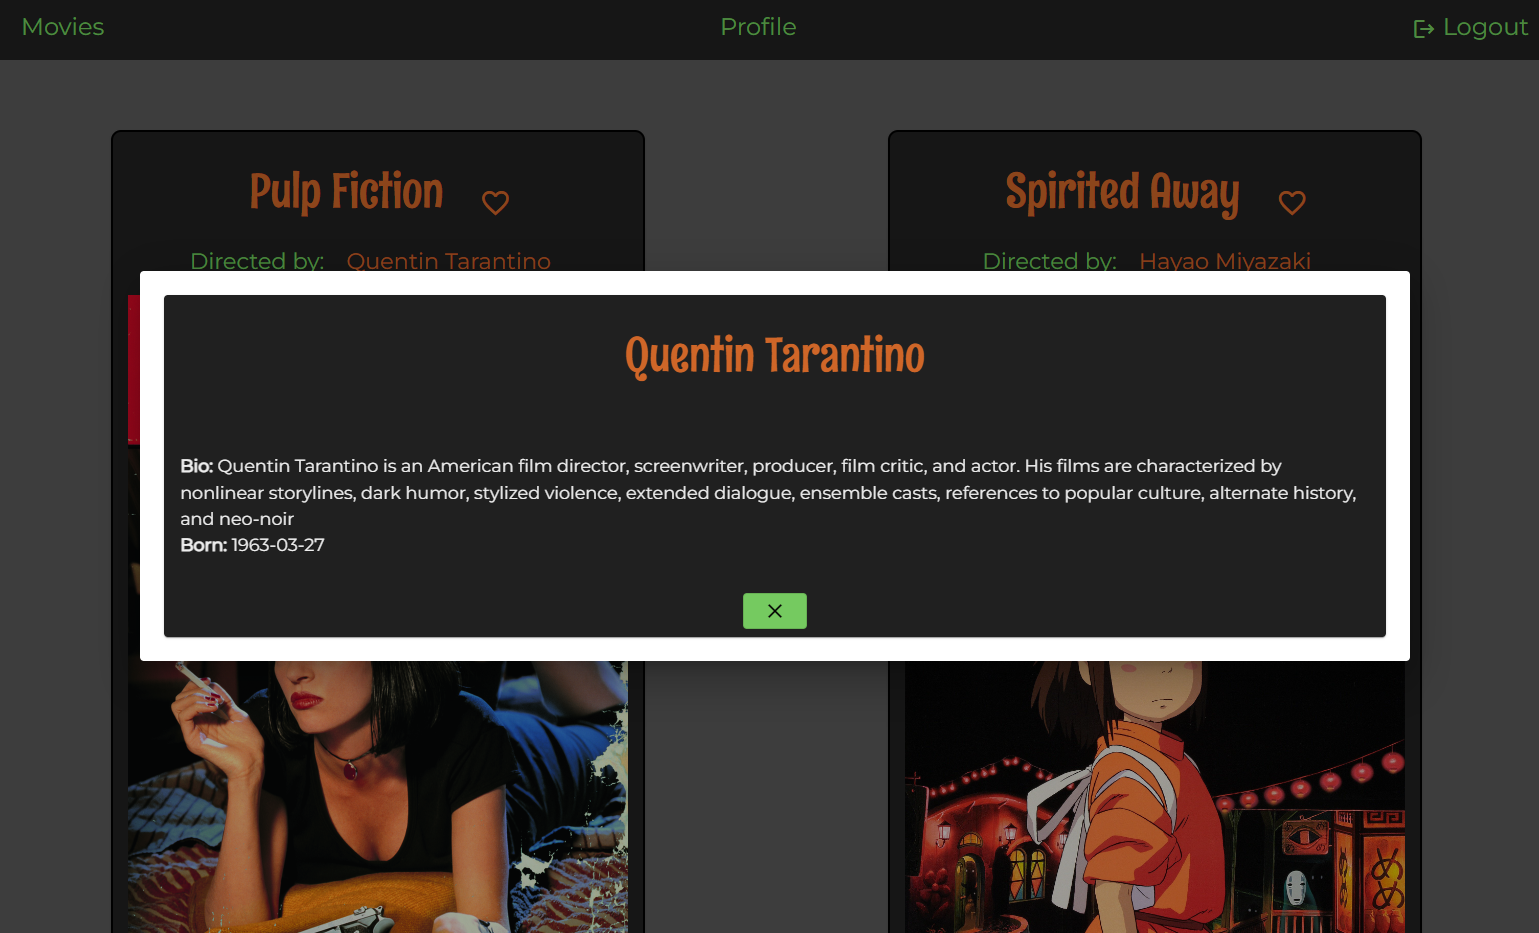 Movies
Profile
Logout
Pulp Fiction
Spirited Away
Directed by: Quentin Tarantino
Directed by: Hayao Miyazaki
Quentin Tarantino
Bio: Quentin Tarantino is an American film director, screenwriter, producer, film critic, and actor. His films are characterized by
nonlinear storylines, dark humor, stylized violence, extended dialogue, ensemble casts, references to popular culture, alternate history,
and neo-noir
Born: 1963-03-27